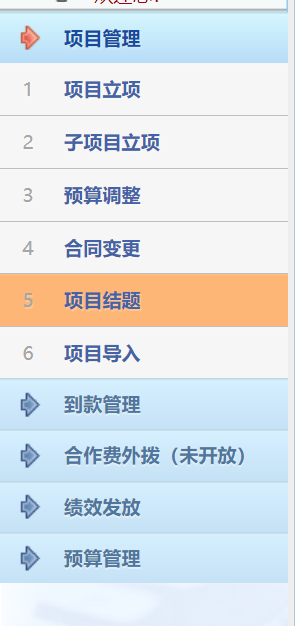 项目管理
1 项目立项
2 子项目立项
3 预算调整
4 合同变更
5 项目结题
6 项目导入
到款管理
合作费外拨（未开放）
绩效发放
预算管理